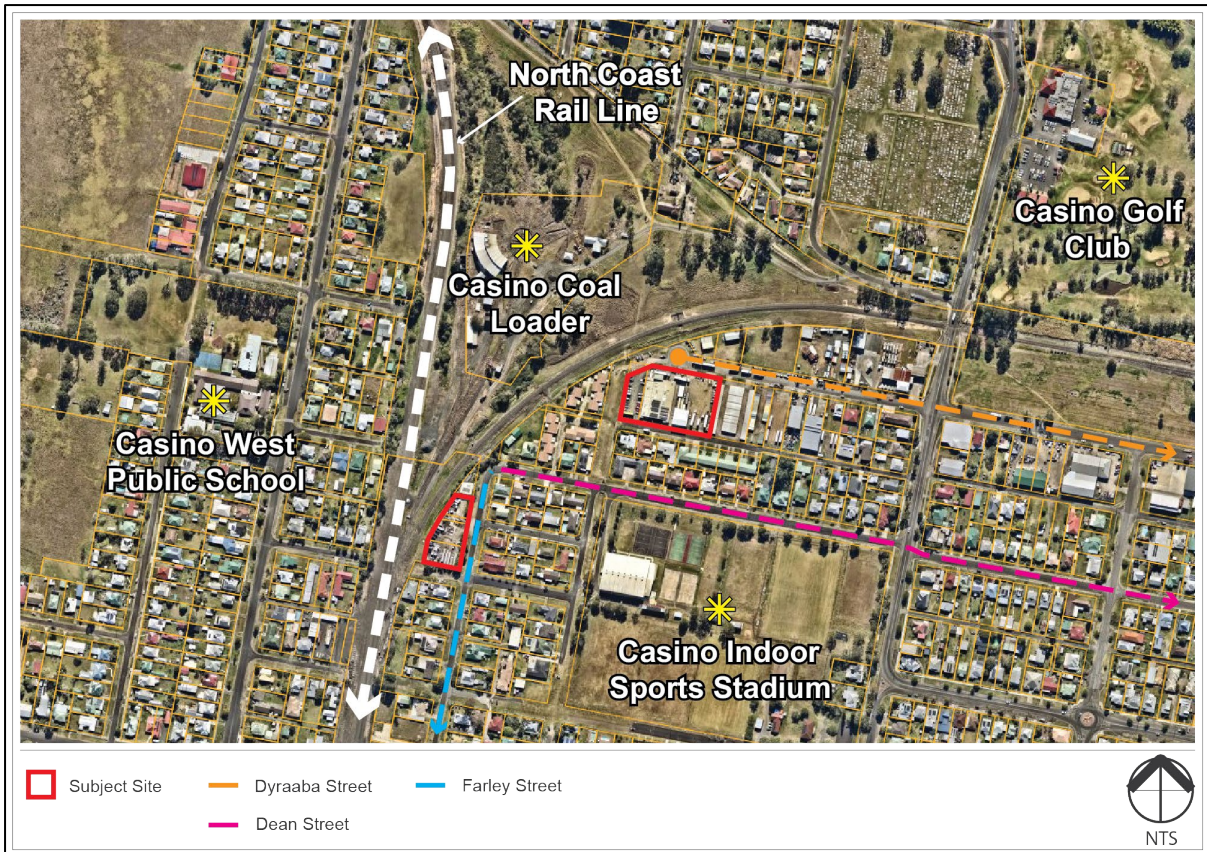 North Coast
Rail Line
Casino Golf
Club
Casino Coal
Loader
Casino West
Public School
Casino Indoor
Sports Stadium
Subject Site
Dyraaba Street
Farley Street
Dean Street
NTS